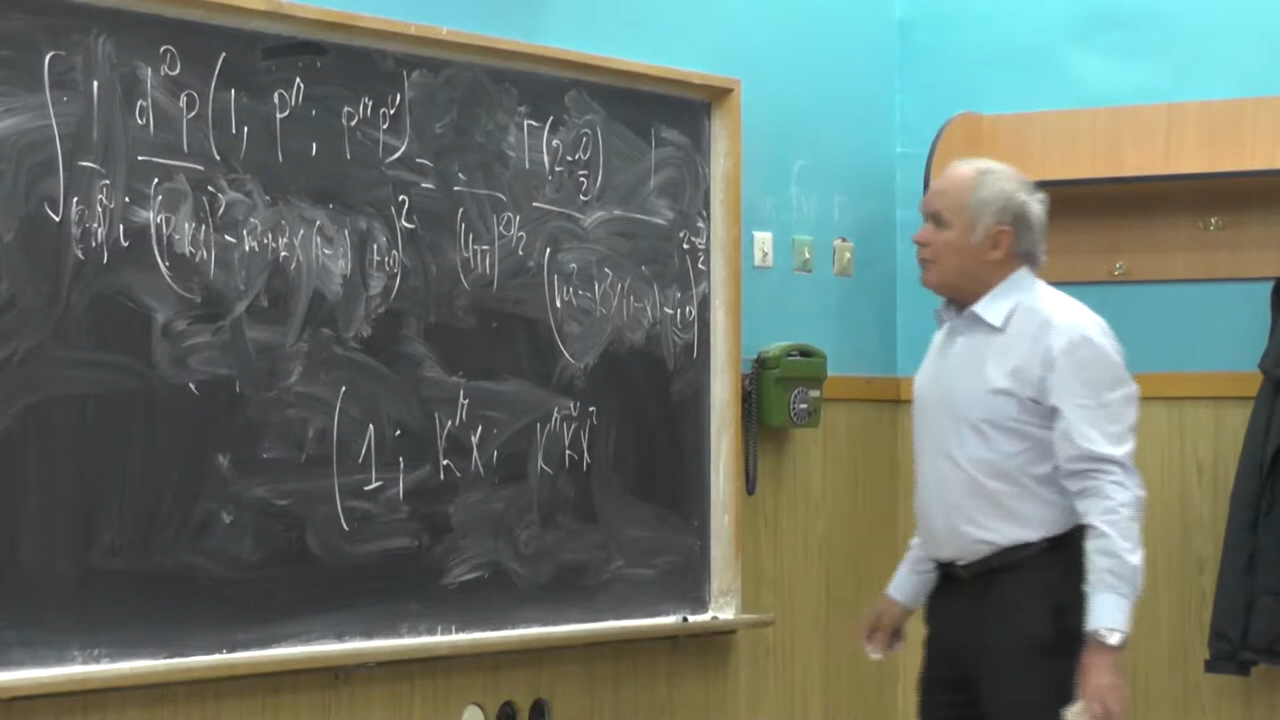 ∫ d^D p (1; p^μ; p^μ p^ν) / (2π)^D i ((p-kx)^2 - m^2 + k^2 x(1-x) + i0)^2 = 1/(4π)^{D/2} Γ(2-D/2) 1/(m^2 - k^2 x(1-x) - i0)^{2-D/2}
(1; k^μ x; k^μ k^ν x^2